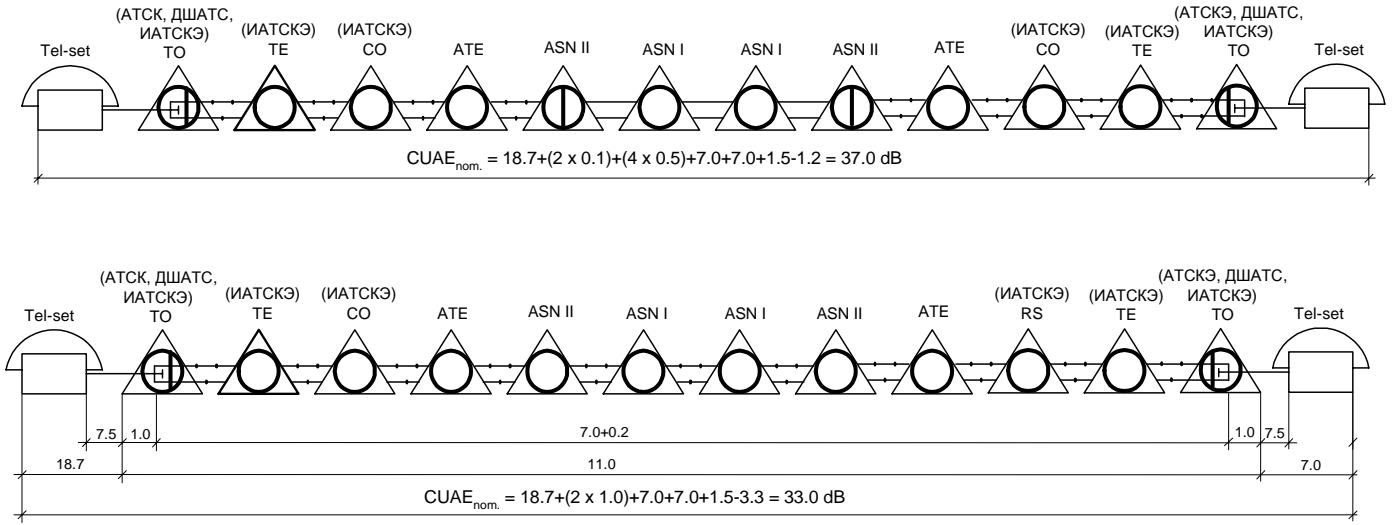 (АТСК, ДШАТС,
ИАТСКЭ)
TO
(ИАТСКЭ)
TE
(ИАТСКЭ)
CO
ATE
ASN II
ASN I
ASN I
ASN II
ATE
(ИАТСКЭ)
CO
(ИАТСКЭ)
TE
(АТСКЭ, ДШАТС,
ИАТСКЭ)
TO
Tel-set
Tel-set
CUAEnom. = 18.7+(2 x 0.1)+(4 x 0.5)+7.0+7.0+1.5-1.2 = 37.0 dB
(АТСК, ДШАТС,
ИАТСКЭ)
TO
(ИАТСКЭ)
TE
(ИАТСКЭ)
CO
ATE
ASN II
ASN I
ASN I
ASN II
ATE
(ИАТСКЭ)
RS
(ИАТСКЭ)
TE
(АТСКЭ, ДШАТС,
ИАТСКЭ)
TO
Tel-set
Tel-set
7.5
1.0
7.0+0.2
1.0
7.5
18.7
11.0
7.0
CUAEnom. = 18.7+(2 x 1.0)+7.0+7.0+1.5-3.3 = 33.0 dB